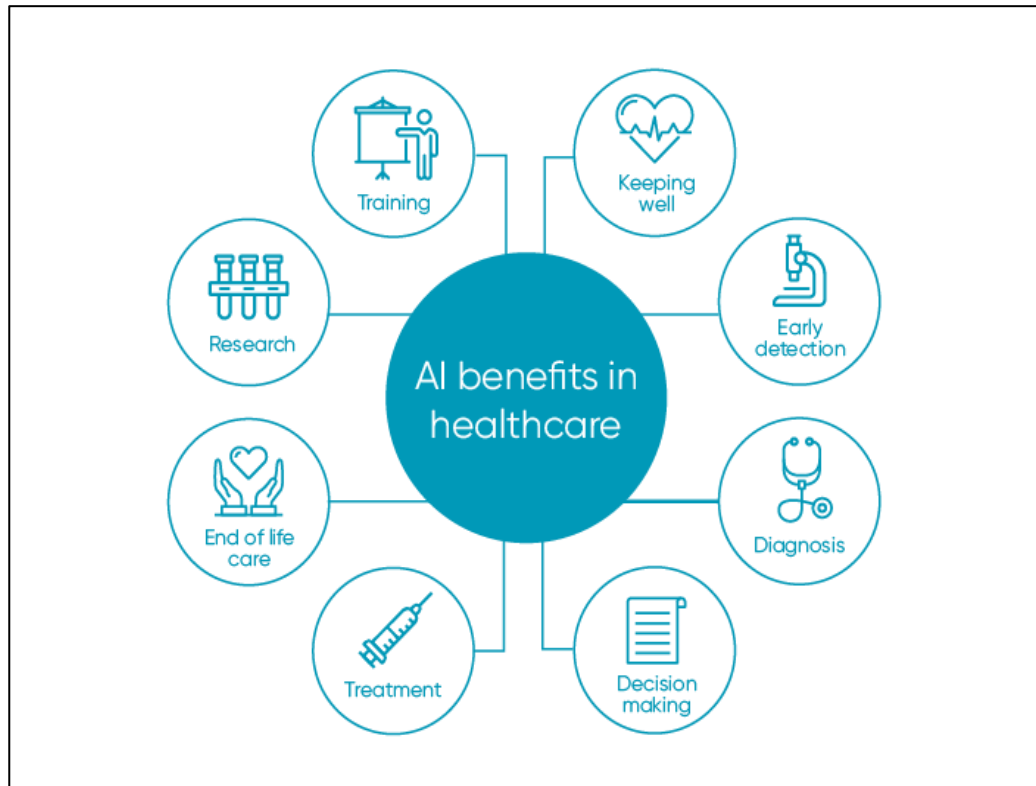 Training
Keeping
well
Research
Early
detection
AI benefits in
healthcare
End of life
care
Diagnosis
Treatment
Decision
making